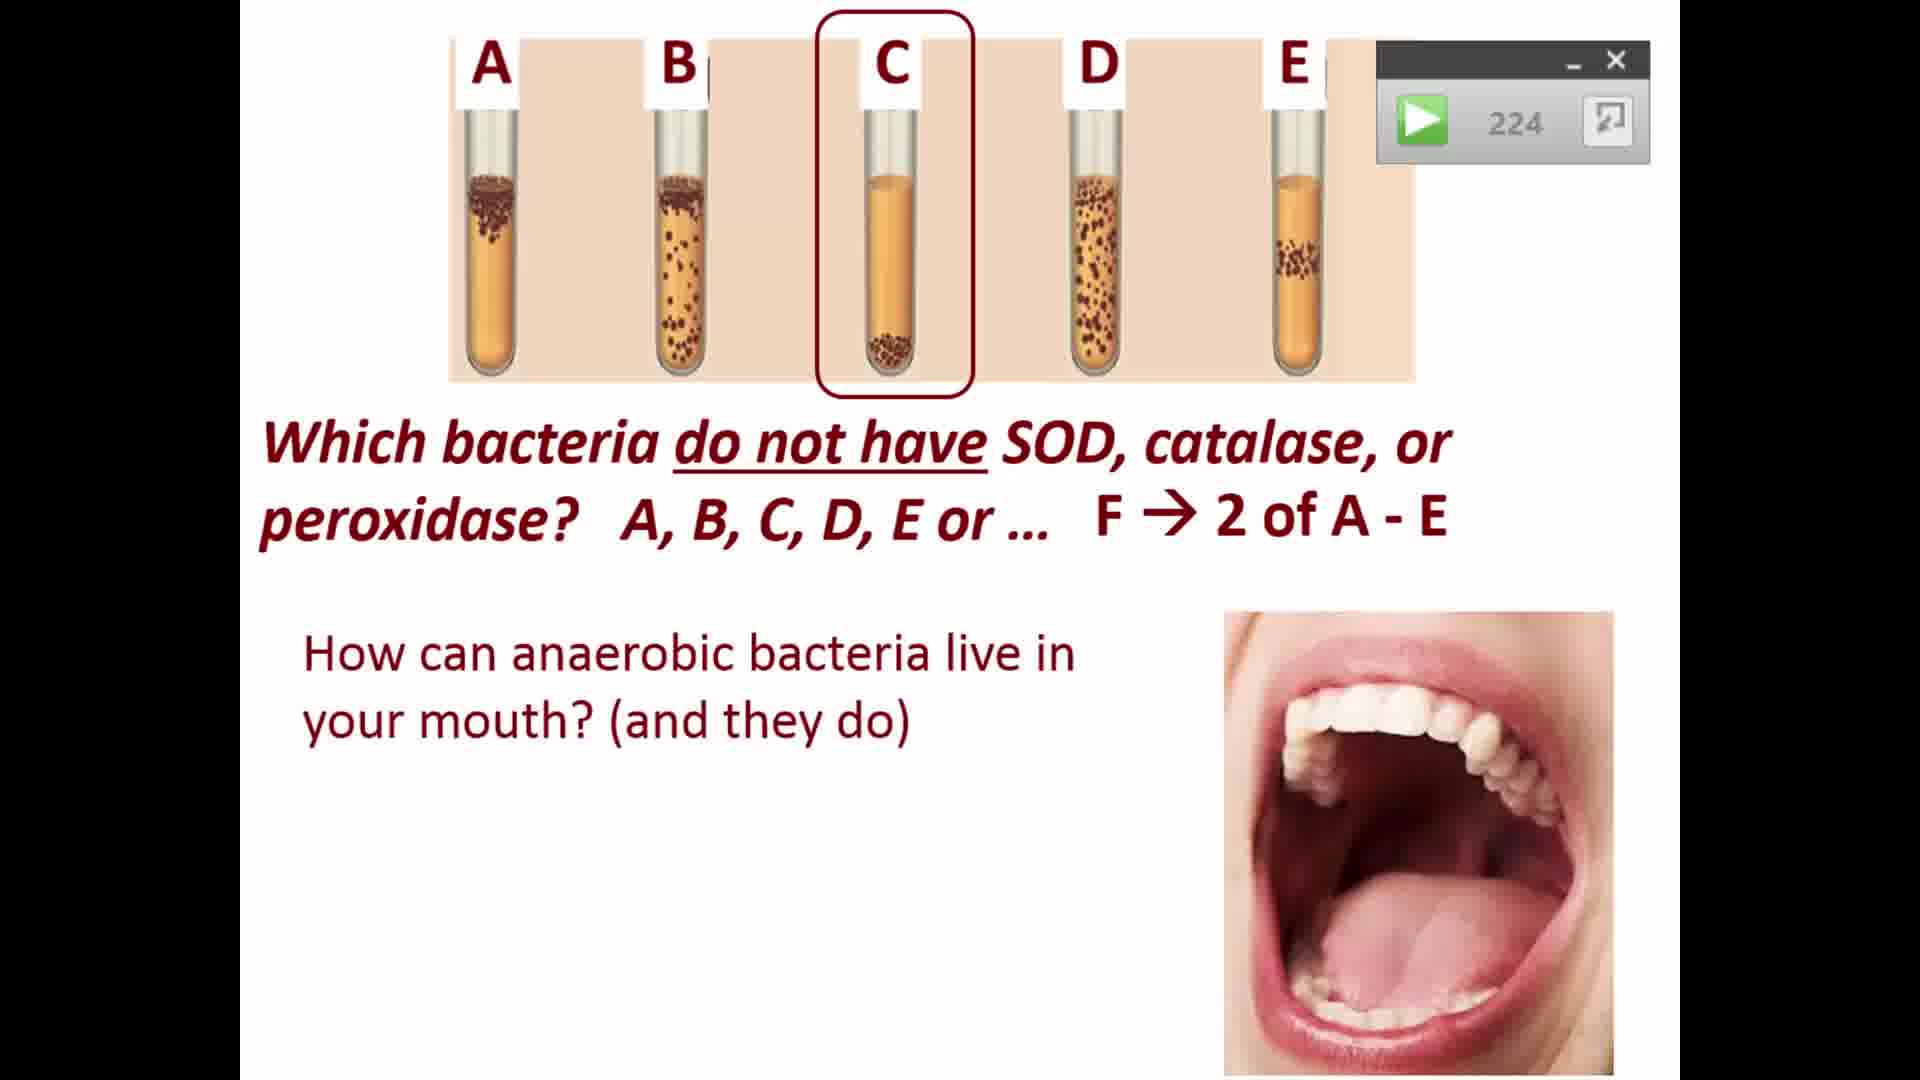 A B C D E
224
Which bacteria do not have SOD, catalase, or
peroxidase? A, B, C, D, E or ... F → 2 of A - E
How can anaerobic bacteria live in
your mouth? (and they do)